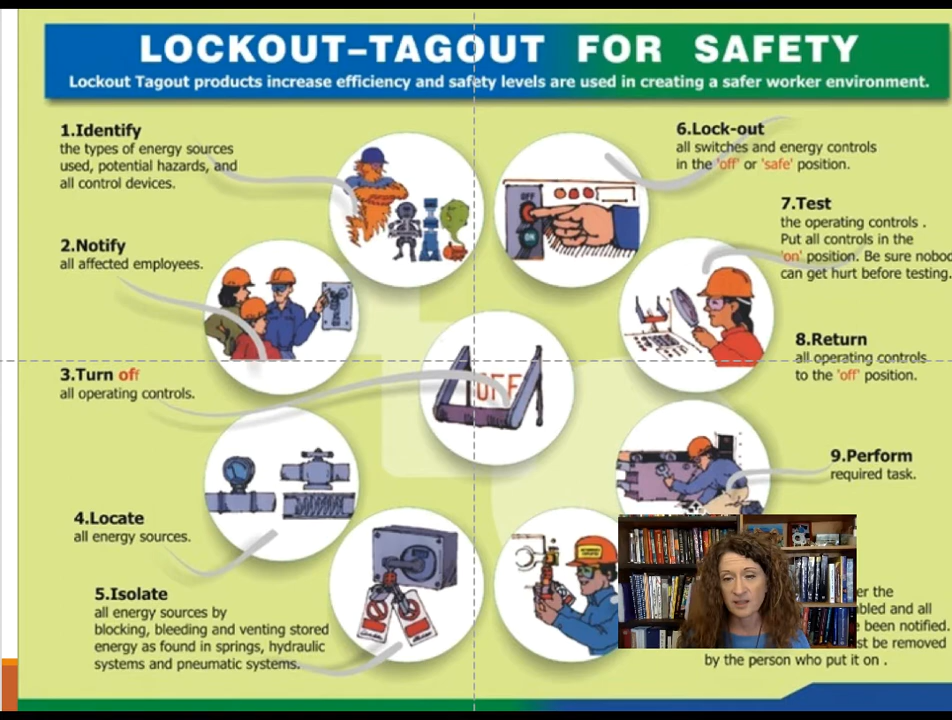 LOCKOUT–TAGOUT FOR SAFETY
Lockout Tagout products increase efficiency and safety levels are used in creating a safer worker environment.
1.Identify
the types of energy sources
used, potential hazards, and
all control devices.
2.Notify
all affected employees.
3.Turn off
all operating controls.
4.Locate
all energy sources.
5.Isolate
all energy sources by
blocking, bleeding and venting stored
energy as found in springs, hydraulic
systems and pneumatic systems.
OFF
OFF
ON
6.Lock-out
all switches and energy controls
in the 'off' or 'safe' position.
7.Test
the operating controls .
Put all controls in the
'on' position. Be sure nobod
can get hurt before testing.
8.Return
all operating controls
to the 'off' position.
9.Perform
required task.
er the
bled and all
been notified.
st be removed
by the person who put it on .